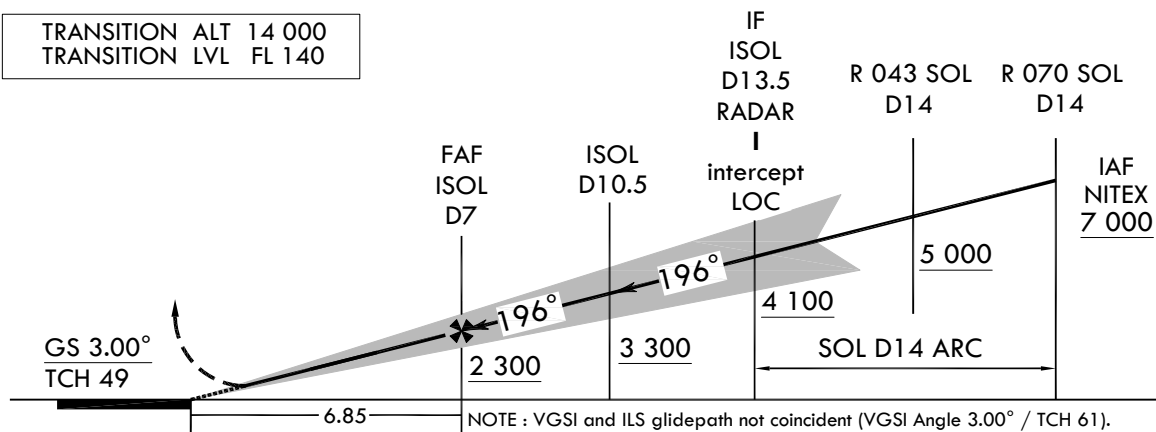 TRANSITION ALT 14 000
TRANSITION LVL FL 140
IF
ISOL
D13.5
RADAR
intercept
LOC
R 043 SOL
D14
R 070 SOL
D14
FAF
ISOL
D7
ISOL
D10.5
IAF
NITEX
7 000
5 000
196°
4 100
196°
3 300
2 300
SOL D14 ARC
GS 3.00°
TCH 49
6.85
NOTE : VGSI and ILS glidepath not coincident (VGSI Angle 3.00° / TCH 61).